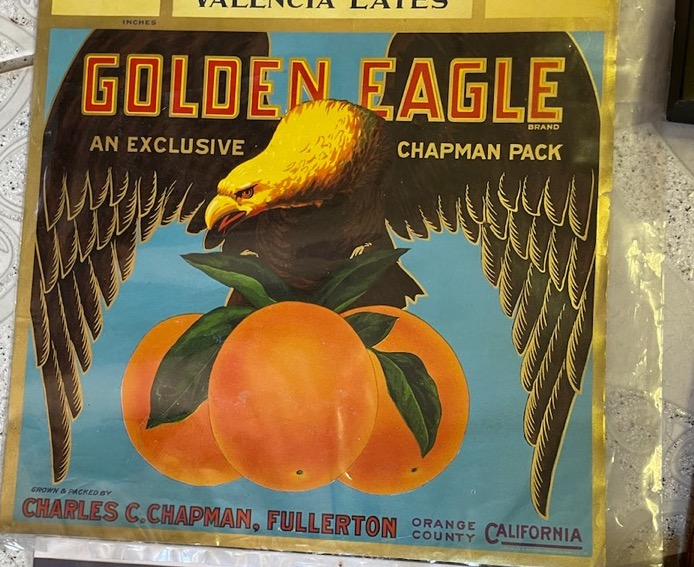 VALENCIA LATES
INCHES
GOLDEN EAGLE
BRAND
AN EXCLUSIVE CHAPMAN PACK
GROWN & PACKED BY
CHARLES C. CHAPMAN, FULLERTON ORANGE COUNTY CALIFORNIA